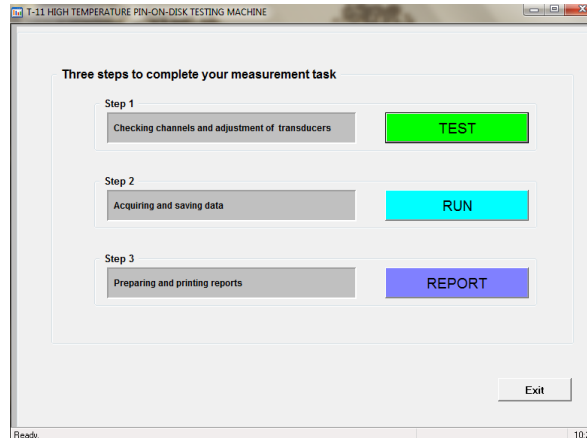 T-11 HIGH TEMPERATURE PIN-ON-DISK TESTING MACHINE
Three steps to complete your measurement task
Step 1
Checking channels and adjustment of transducers
TEST
Step 2
Acquiring and saving data
RUN
Step 3
Preparing and printing reports
REPORT
Exit
Ready.